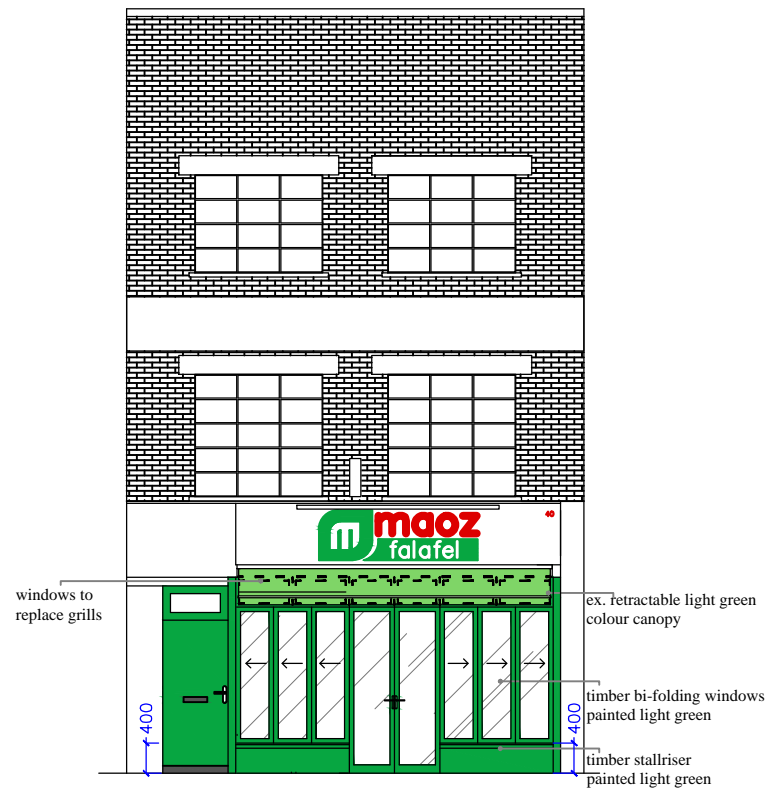 m maoz
falafel
40
windows to
replace grills
ex. retractable light green
colour canopy
timber bi-folding windows
painted light green
400
400
timber stallriser
painted light green